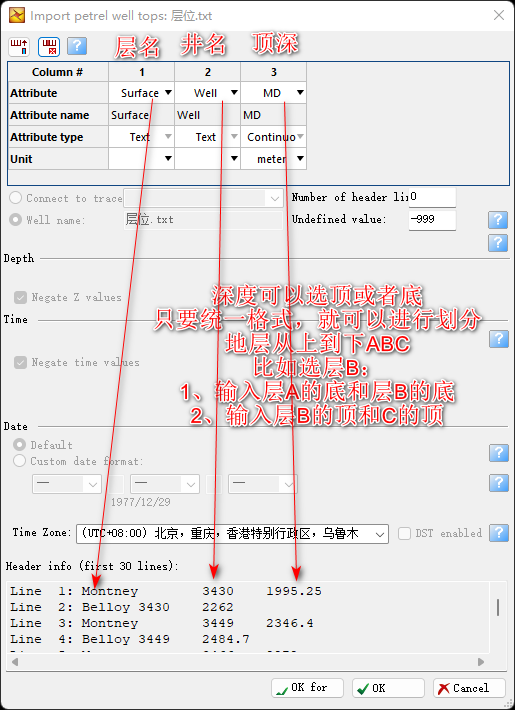 Import petrel well tops: 层位.txt
层名 井名 顶深
Column # 1 2 3
Attribute Surface Well MD
Attribute name Surface Well MD
Attribute type Text Text Continuo
Unit meter
Connect to trace
Number of header lin 0
Well name: 层位.txt
Undefined value: -999
Depth
Negate Z values
深度可以选顶或者底
只要统一格式，就可以进行划分
Time
地层从上到下ABC
比如选层B：
Negate time values
1、输入层A的底和层B的底
2、输入层B的顶和C的顶
Date
Default
Custom date format:
— — —
1977/12/29
Time Zone: (UTC+08:00) 北京，重庆，香港特别行政区，乌鲁木
DST enabled
Header info (first 30 lines):
Line 1: Montney 3430 1995.25
Line 2: Belloy 3430 2262
Line 3: Montney 3449 2346.4
Line 4: Belloy 3449 2484.7
OK for
OK
Cancel